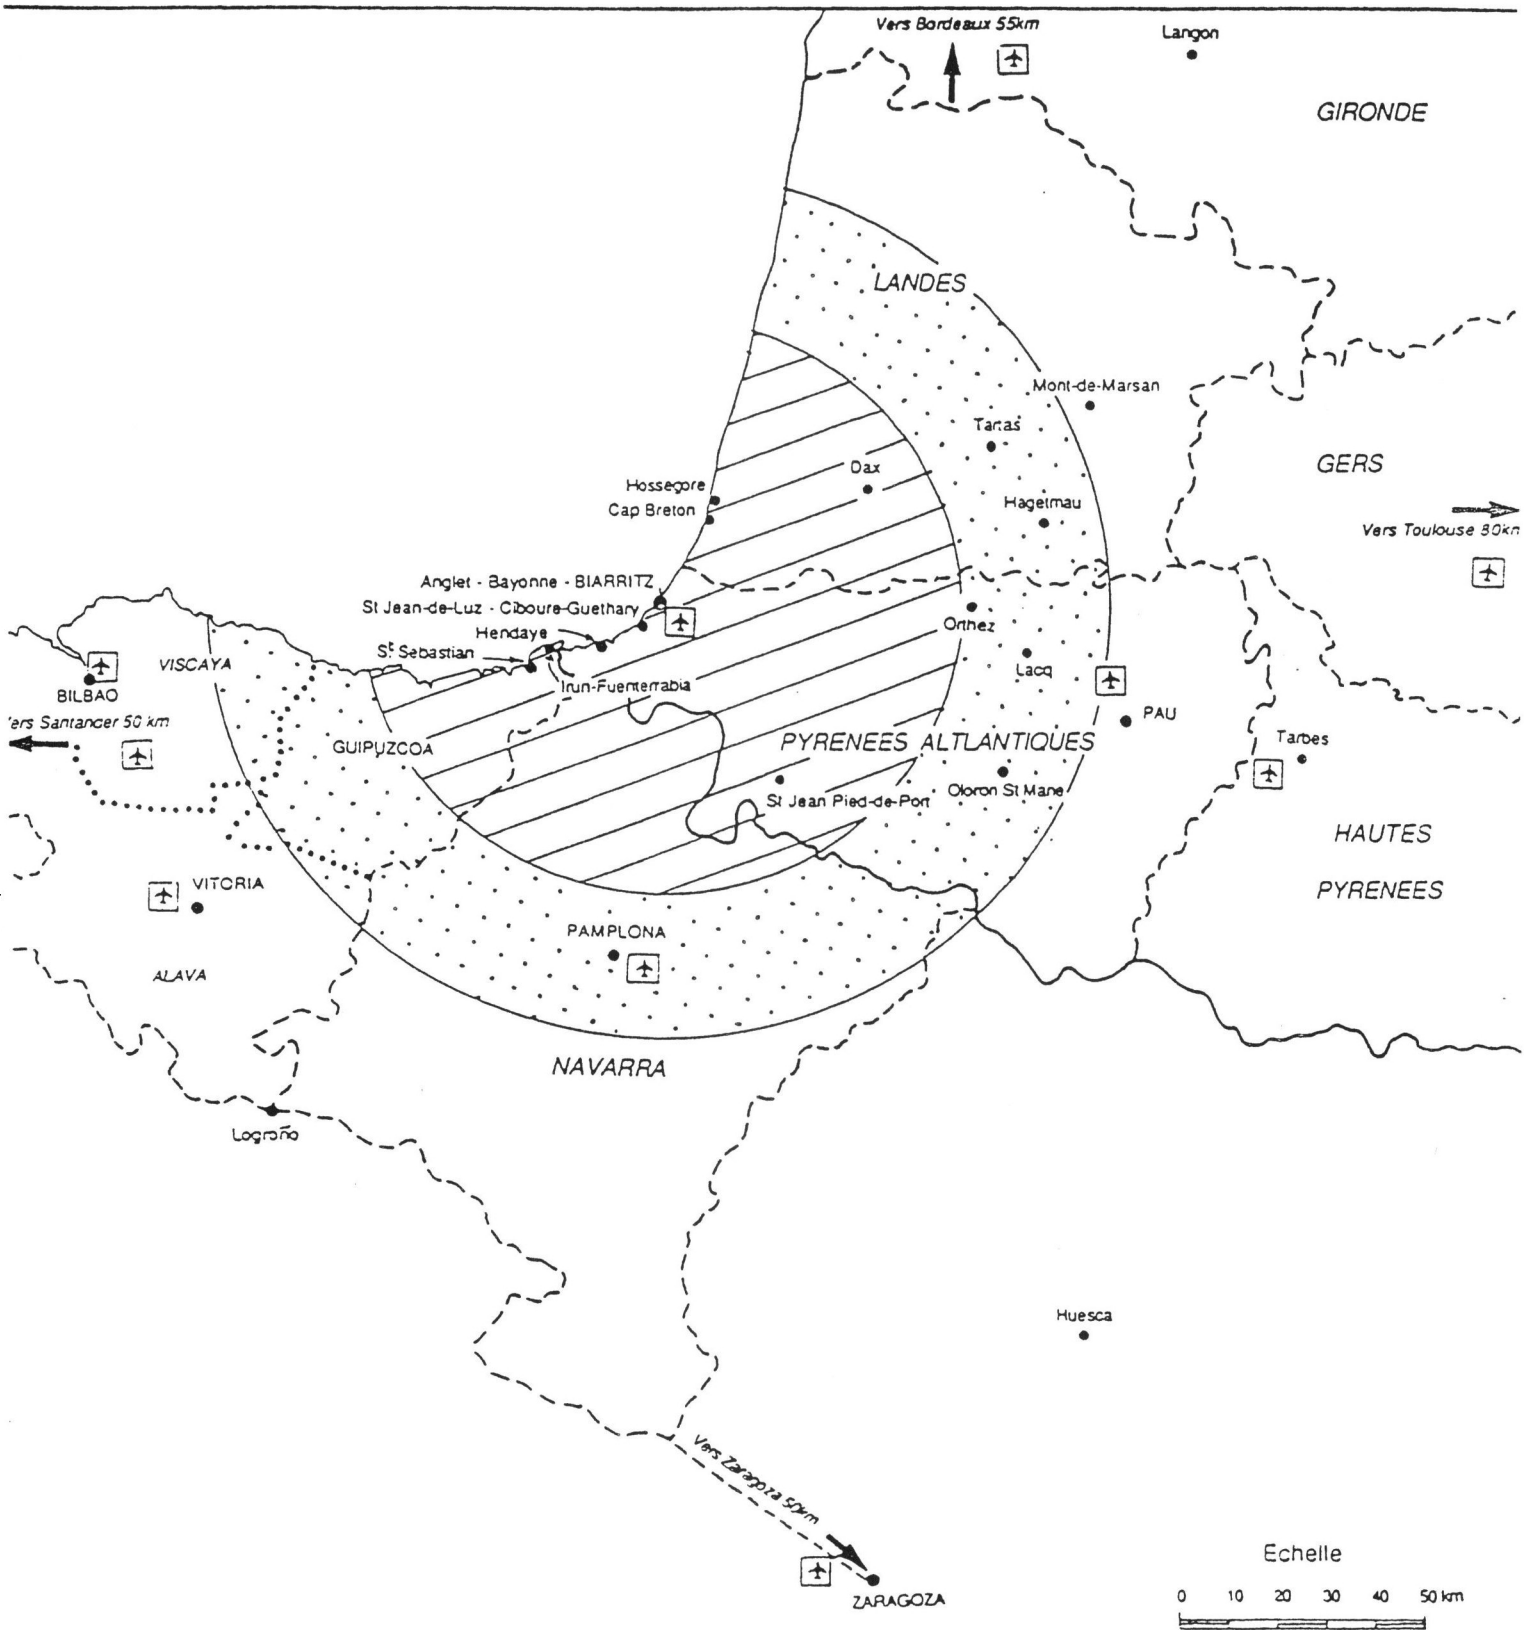 Vers Bordeaux 55km
Langon
GIRONDE
LANDES
Mont-de-Marsan
Tartas
GERS
Dax
Hossegore
Cap Breton
Hagetmau
Vers Toulouse 80km
Anglet - Bayonne - BIARRITZ
St Jean-de-Luz - Ciboure-Guethary
Hendaye
St Sebastian
Orthez
VISCAYA
Lacq
Irun-Fuenterrabia
BILBAO
PAU
'ers Santander 50 km
GUIPUZCOA
PYRENEES ALTLANTIQUES
Tarbes
Oloron St Marie
St Jean Pied-de-Port
HAUTES
PYRENEES
VITORIA
PAMPLONA
ALAVA
NAVARRA
Logroño
Huesca
Vers Zaragoza 50km
ZARAGOZA
Echelle
0 10 20 30 40 50 km